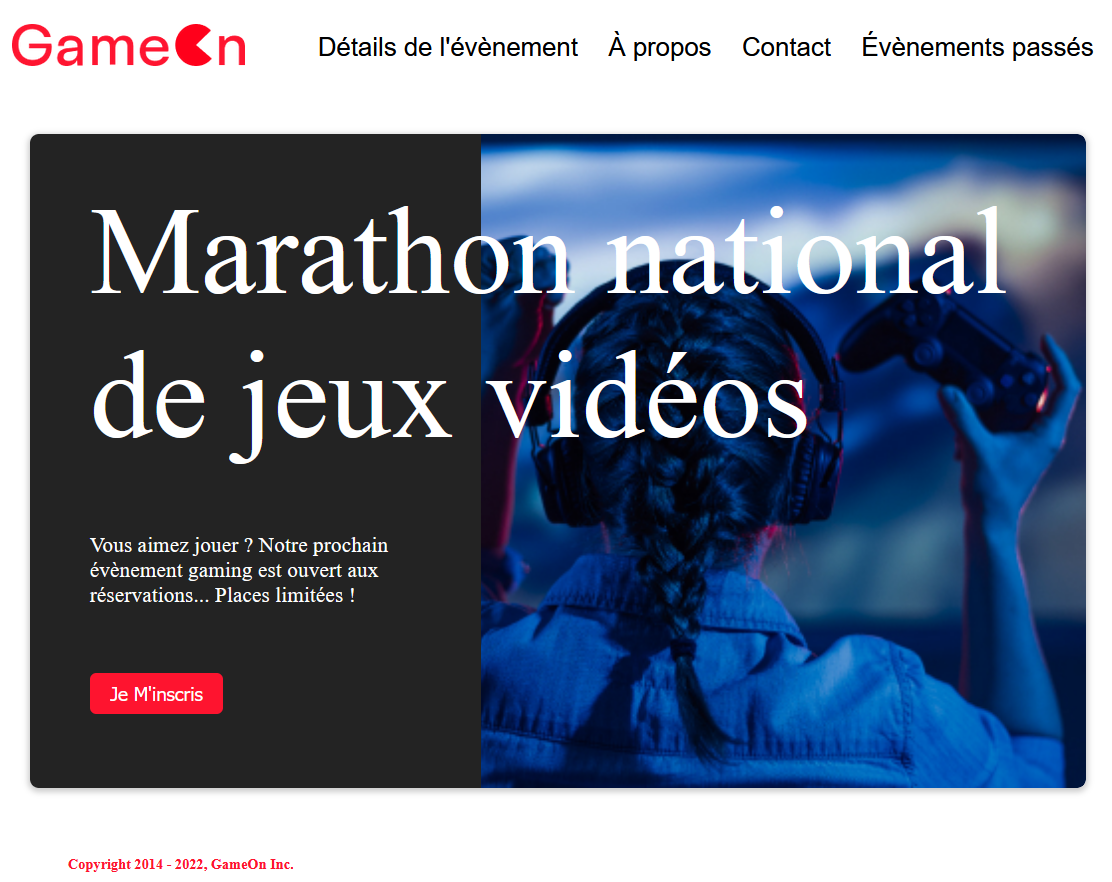 GameOn
Détails de l'évènement À propos Contact Évènements passés
Marathon national
de jeux vidéos
Vous aimez jouer ? Notre prochain
évènement gaming est ouvert aux
réservations... Places limitées !
Je M'inscris
Copyright 2014 - 2022, GameOn Inc.